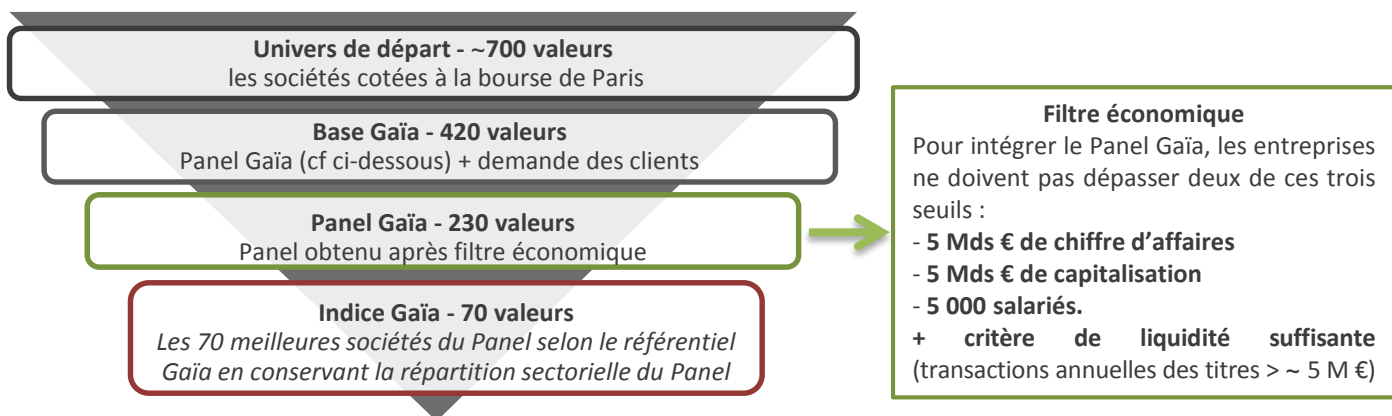 Univers de départ - ~700 valeurs
les sociétés cotées à la bourse de Paris
Base Gaïa - 420 valeurs
Panel Gaïa (cf ci-dessous) + demande des clients
Panel Gaïa - 230 valeurs
Panel obtenu après filtre économique
Indice Gaïa - 70 valeurs
Les 70 meilleures sociétés du Panel selon le référentiel
Gaïa en conservant la répartition sectorielle du Panel
Filtre économique
Pour intégrer le Panel Gaïa, les entreprises
ne doivent pas dépasser deux de ces trois
seuils :
- 5 Mds € de chiffre d'affaires
- 5 Mds € de capitalisation
- 5 000 salariés.
+ critère de liquidité suffisante
(transactions annuelles des titres > ~ 5 M €)